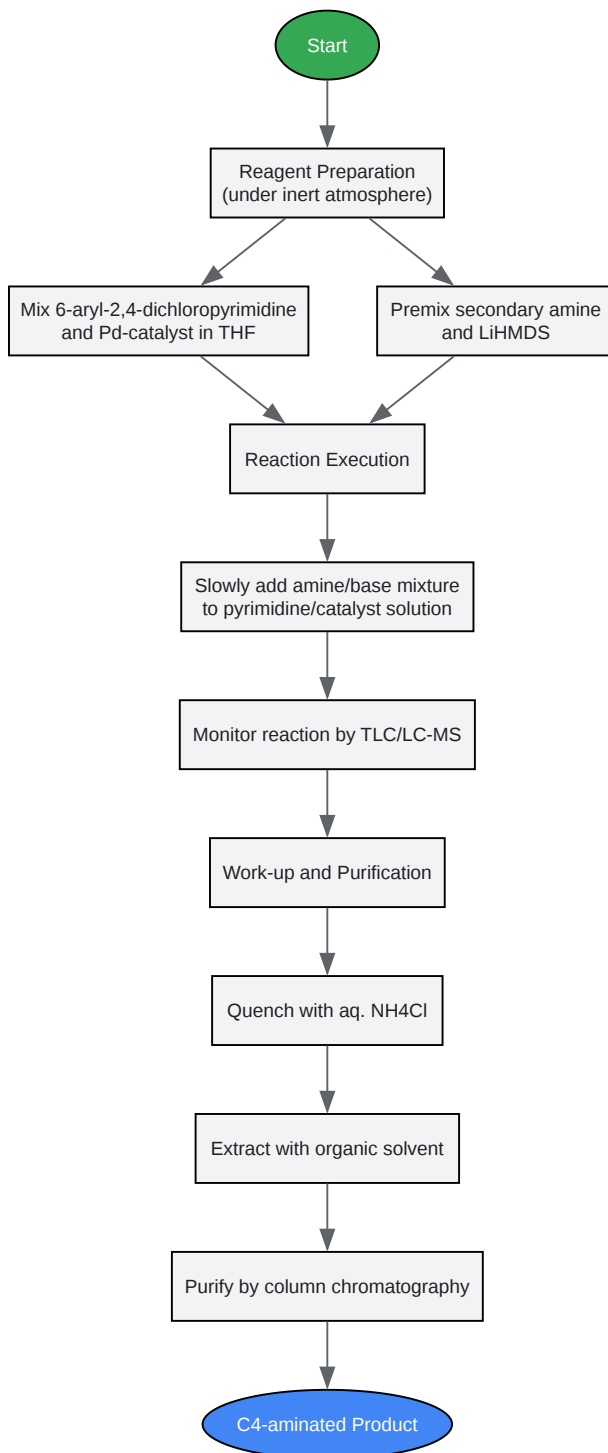 Start
Reagent Preparation
(under inert atmosphere)
Mix 6-aryl-2,4-dichloropyrimidine
and Pd-catalyst in THF
Premix secondary amine
and LiHMDS
Reaction Execution
Slowly add amine/base mixture
to pyrimidine/catalyst solution
Monitor reaction by TLC/LC-MS
Work-up and Purification
Quench with aq. NH4Cl
Extract with organic solvent
Purify by column chromatography
C4-aminated Product